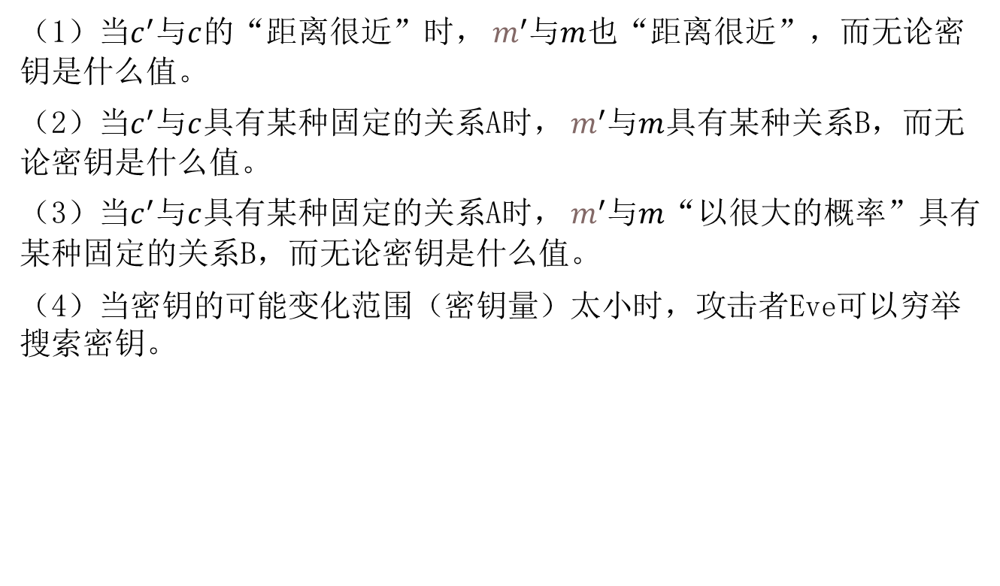 （1）当c′与c的“距离很近”时， m′与m也“距离很近”，而无论密
钥是什么值。
（2）当c′与c具有某种固定的关系A时， m′与m具有某种关系B，而无
论密钥是什么值。
（3）当c′与c具有某种固定的关系A时， m′与m“以很大的概率”具有
某种固定的关系B，而无论密钥是什么值。
（4）当密钥的可能变化范围（密钥量）太小时，攻击者Eve可以穷举
搜索密钥。